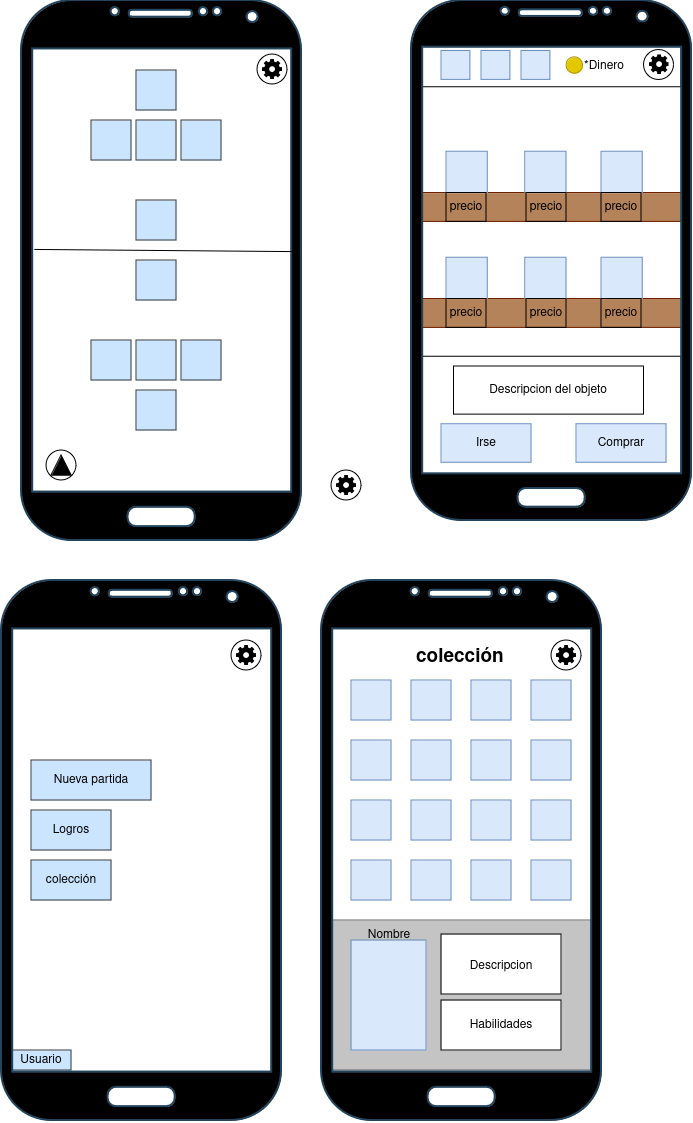 *Dinero
precio
precio
precio
precio
precio
precio
Descripcion del objeto
Irse
Comprar
Nueva partida
Logros
colección
Usuario
colección
Nombre
Descripcion
Habilidades